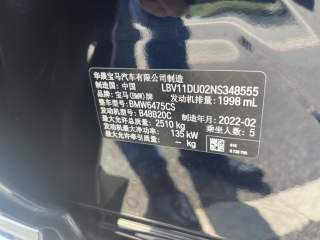 华晨宝马汽车有限公司制造
制造国：中国 LBV11DU02NS348555
品牌：宝马(BMW)牌 发动机排量：1998 mL
整车型号：BMW6475CS
发动机型号：B48B20C
最大允许总质量：2510 kg 制造年月：2022-02
发动机最大净功率：135 kW 乘坐人数：5
最大允许牵引质量：-- kg